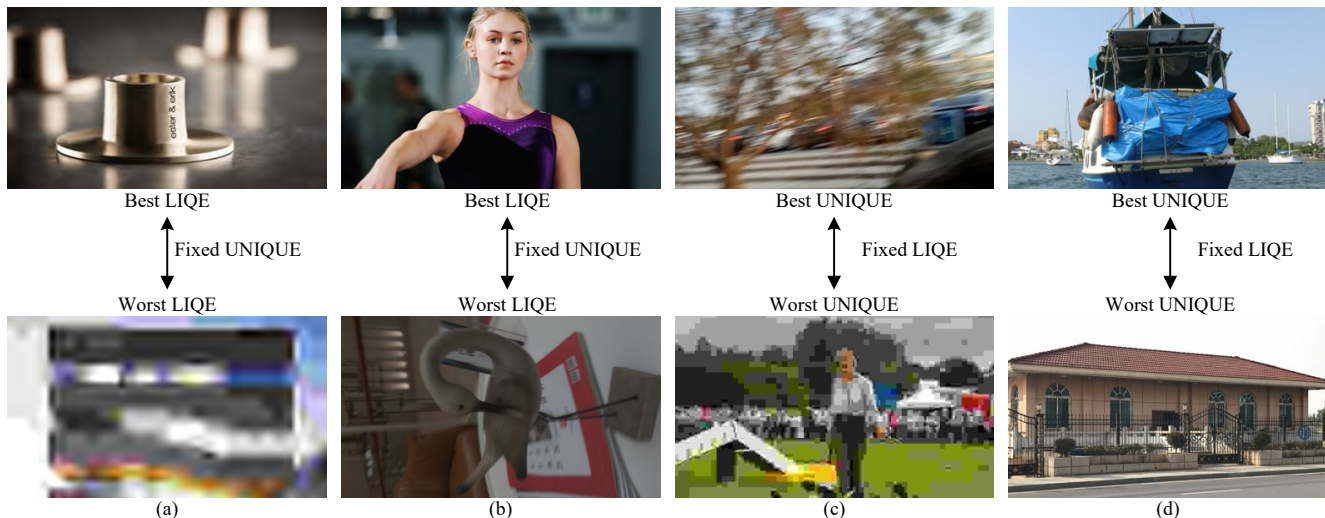 ester & erik
Best LIQE
Best LIQE
Best UNIQUE
Best UNIQUE
Fixed UNIQUE
Fixed UNIQUE
Fixed LIQE
Fixed LIQE
Worst LIQE
Worst LIQE
Worst UNIQUE
Worst UNIQUE
(a)
(b)
(c)
(d)